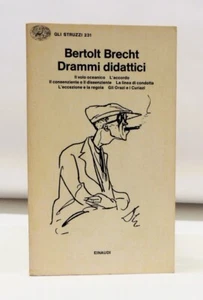 GLI STRUZZI 231
Bertolt Brecht
Drammi didattici
Il volo oceanico L'accordo
Il consenziente e il dissenziente La linea di condotta
L'eccezione e la regola Gli Orazi e i Curiazi
EINAUDI